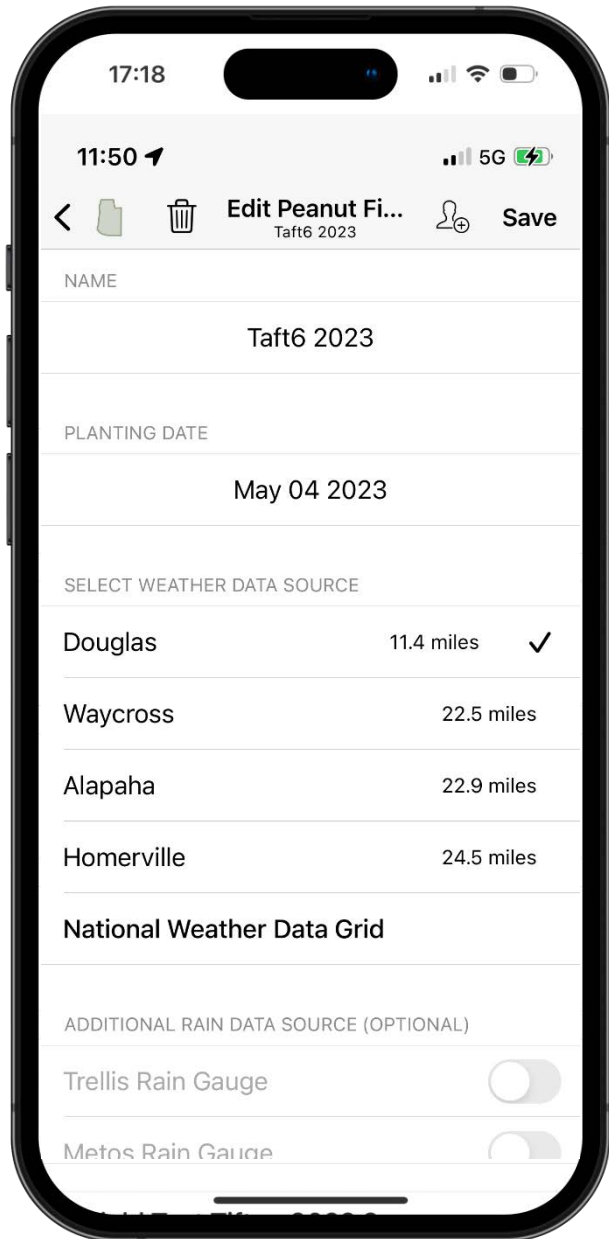 17:18
11:50 5G
Edit Peanut Fi... Save
Taft6 2023
NAME
Taft6 2023
PLANTING DATE
May 04 2023
SELECT WEATHER DATA SOURCE
Douglas 11.4 miles
Waycross 22.5 miles
Alapaha 22.9 miles
Homerville 24.5 miles
National Weather Data Grid
ADDITIONAL RAIN DATA SOURCE (OPTIONAL)
Trellis Rain Gauge
Metos Rain Gauge